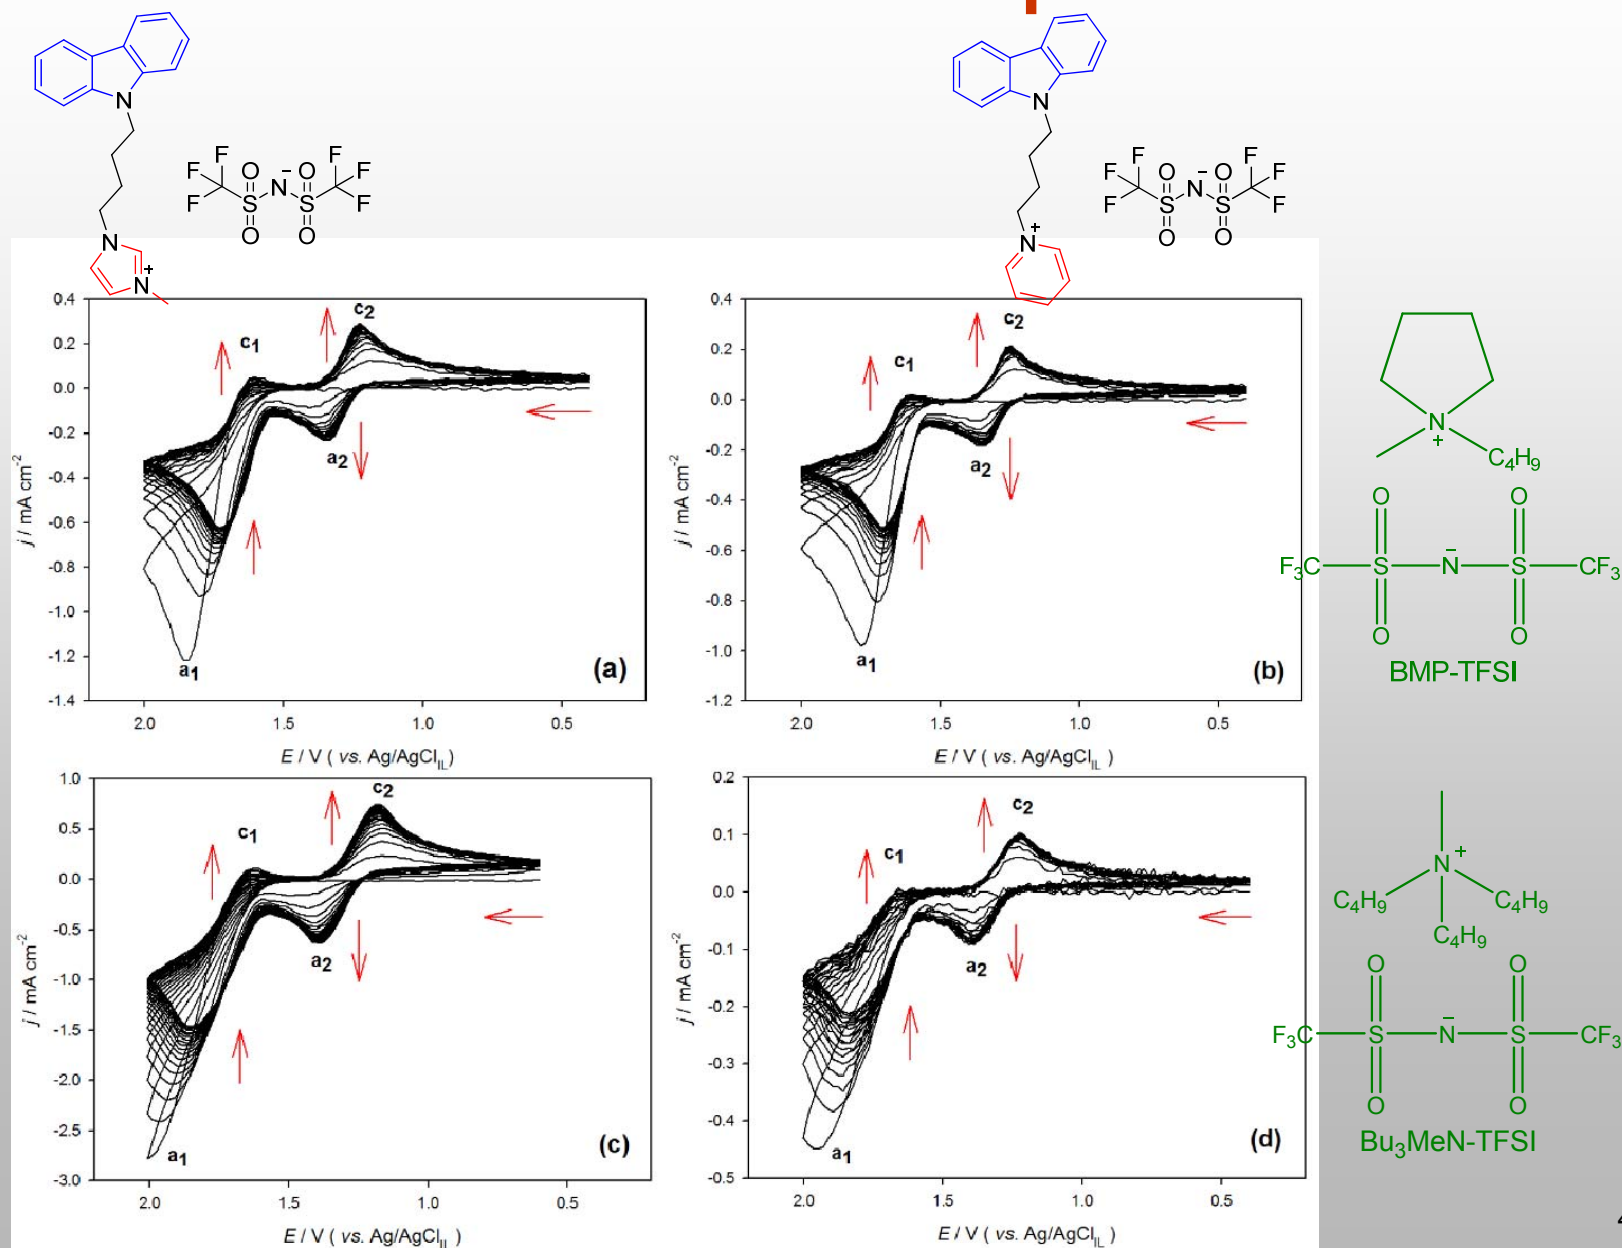 N
N
N
+
F
F
F
S
O
O
N
−
S
O
O
F
F
F
N
N
+
F
F
F
S
O
O
N
−
S
O
O
F
F
F
0.4
0.2
0.0
-0.2
-0.4
-0.6
-0.8
-1.0
-1.2
-1.4
j / mA cm-2
c1
c2
a2
a1
(a)
2.0 1.5 1.0 0.5
E / V ( vs. Ag/AgClIL)
0.4
0.2
0.0
-0.2
-0.4
-0.6
-0.8
-1.0
-1.2
j / mA cm-2
c1
c2
a2
a1
(b)
2.0 1.5 1.0 0.5
E / V ( vs. Ag/AgClIL )
N
+
C4H9
O O
F3C S N − S CF3
O O
BMP-TFSI
1.0
0.5
0.0
-0.5
-1.0
-1.5
-2.0
-2.5
-3.0
j / mA cm-2
c1
c2
a2
a1
(c)
2.0 1.5 1.0 0.5
E / V ( vs. Ag/AgClIL )
0.2
0.1
0.0
-0.1
-0.2
-0.3
-0.4
-0.5
j / mA cm-2
c1
c2
a2
a1
(d)
2.0 1.5 1.0 0.5
E / V ( vs. Ag/AgClIL )
N +
C4H9 C4H9
C4H9
O O
F3C S N − S CF3
O O
Bu3MeN-TFSI